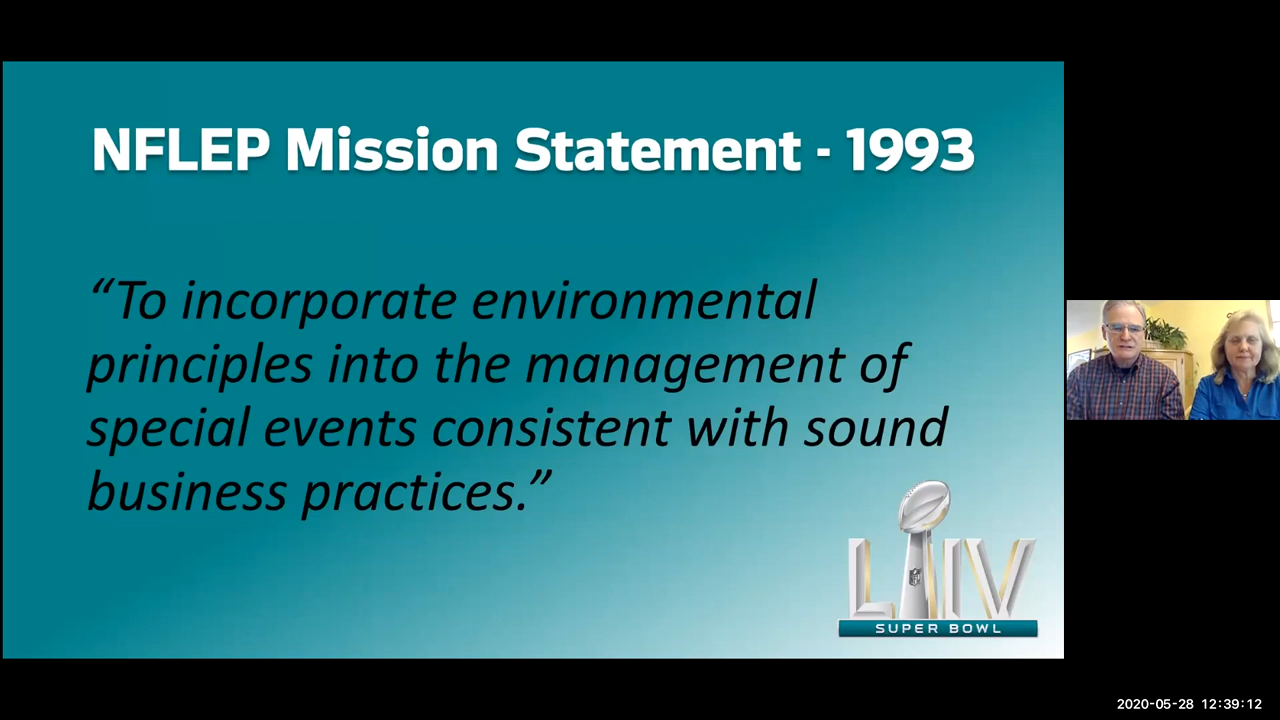 NFLEP Mission Statement - 1993
“To incorporate environmental
principles into the management of
special events consistent with sound
business practices.”
LIV
SUPER BOWL
2020-05-28 12:39:12